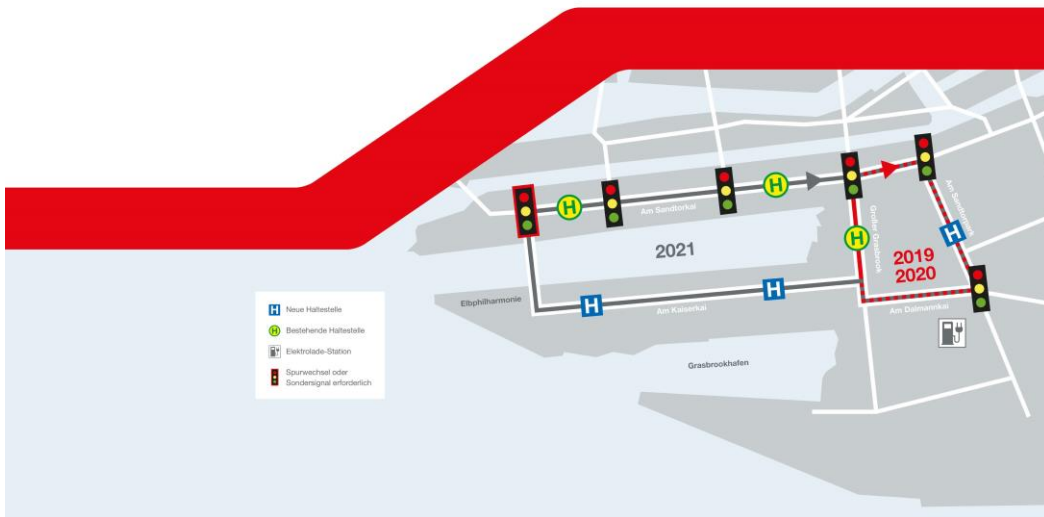 H
H
Am Sandtorkai
Großer Grasbrook
H
Am Sandtorpark
H
2021
2019
2020
Elbphilharmonie
H
H
Am Kaiserkai
Am Dalmannkai
Grasbrookhafen
H Neue Haltestelle
H Bestehende Haltestelle
Elektrolade-Station
Spurwechsel oder
Sondersignal erforderlich